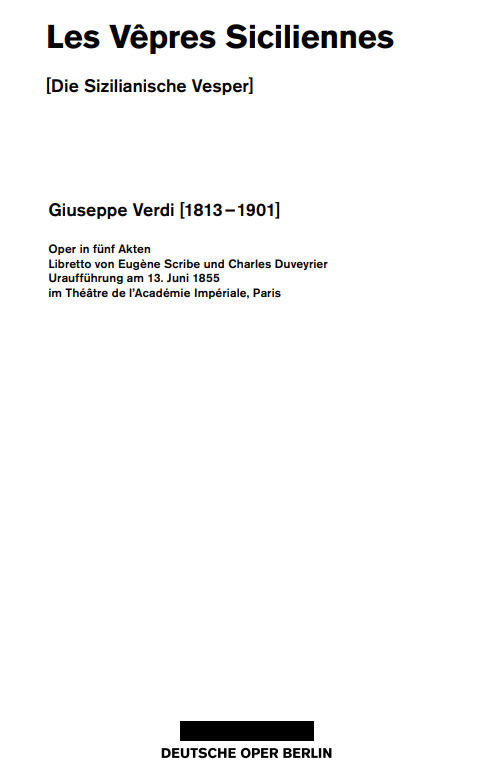 Les Vêpres Siciliennes
[Die Sizilianische Vesper]
Giuseppe Verdi [1813–1901]
Oper in fünf Akten
Libretto von Eugène Scribe und Charles Duveyrier
Uraufführung am 13. Juni 1855
im Théâtre de l'Académie Impériale, Paris
DEUTSCHE OPER BERLIN